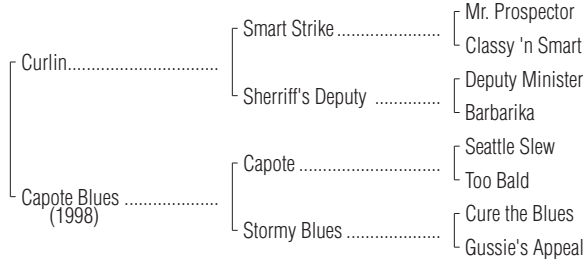 Mr. Prospector
Smart Strike ......................
Classy 'n Smart
Curlin................................
Deputy Minister
Sherriff's Deputy ..............
Barbarika
Seattle Slew
Capote ..............................
Too Bald
Capote Blues ....................
(1998)
Cure the Blues
Stormy Blues ....................
Gussie's Appeal